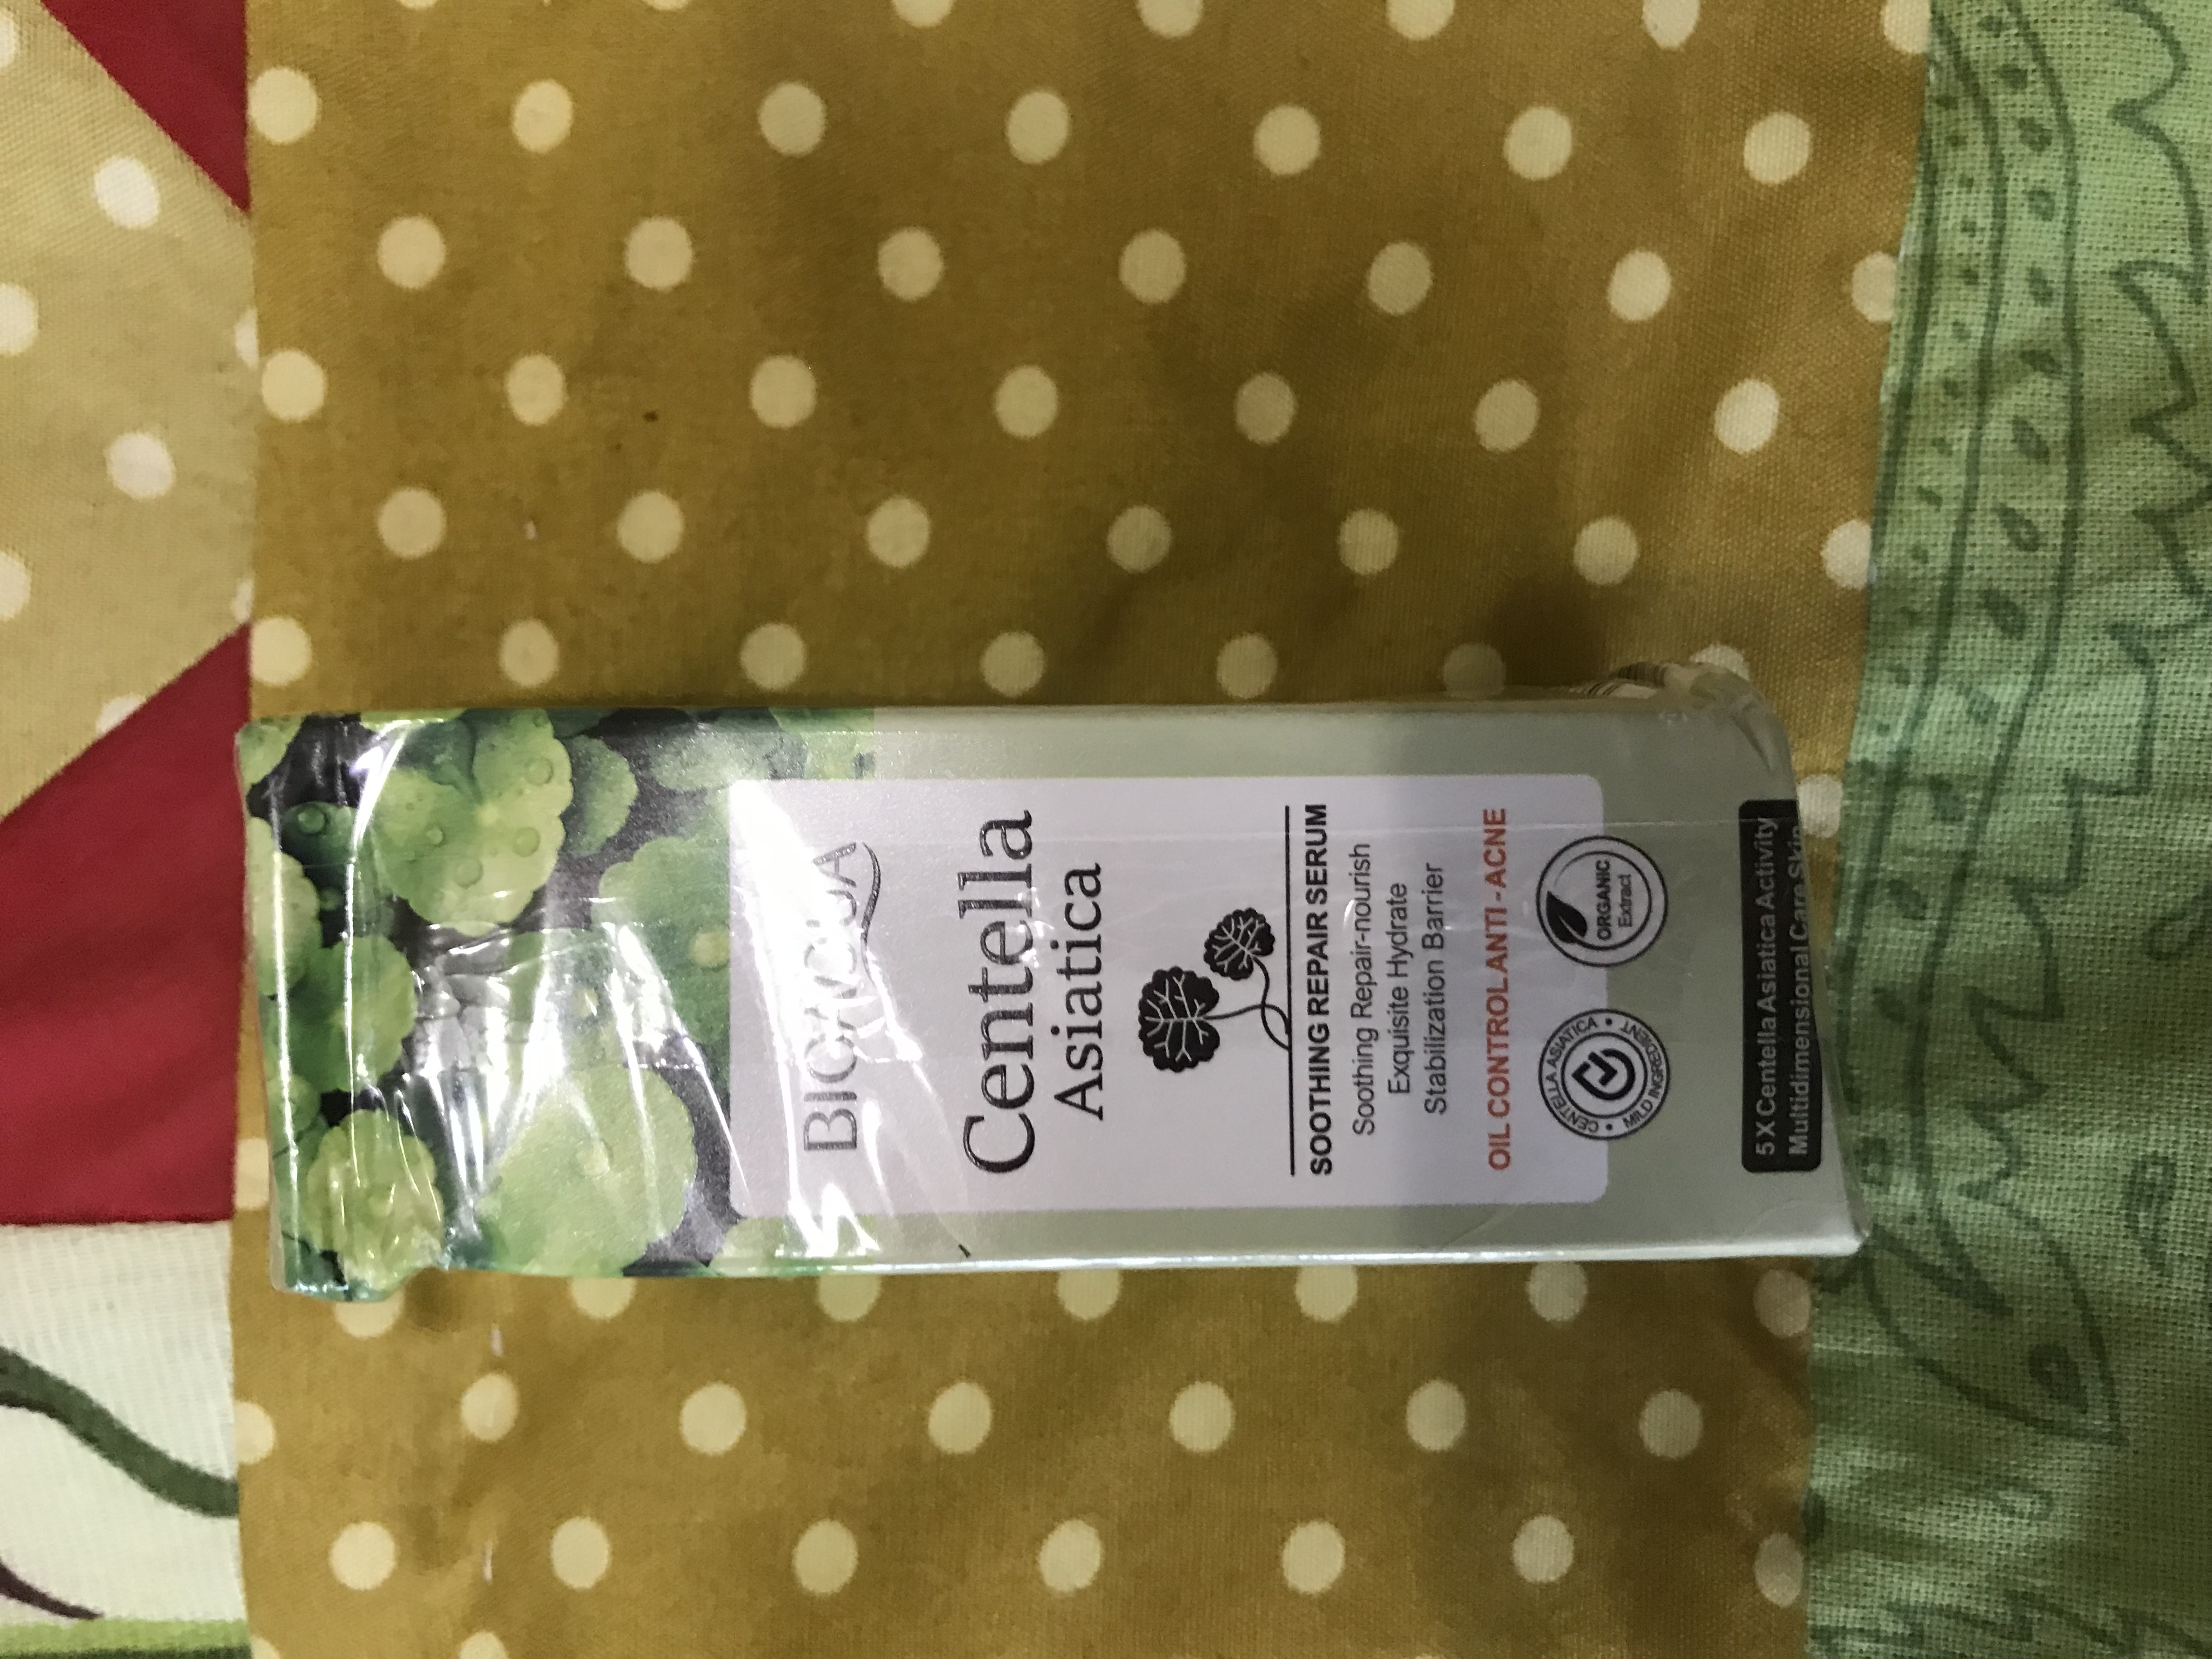 BIOAQUA
Centella
Asiatica
SOOTHING REPAIR SERUM
Soothing Repair-nourish
Exquisite Hydrate
Stabilization Barrier
OIL CONTROL ANTI-ACNE
CENTELLA ASIATICA • MILD INGREDIENT •
ORGANIC
Extract
5 X Centella Asiatica Activity
Multidimensional Care Skin